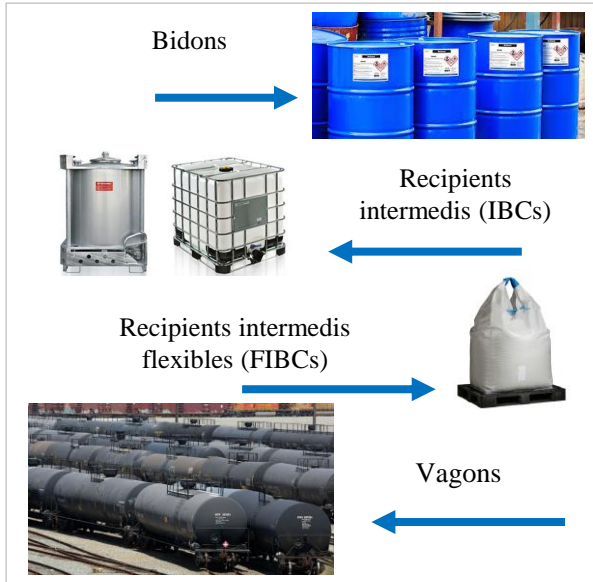 Bidons
Recipients
intermedis (IBCs)
Recipients intermedis
flexibles (FIBCs)
Vagons